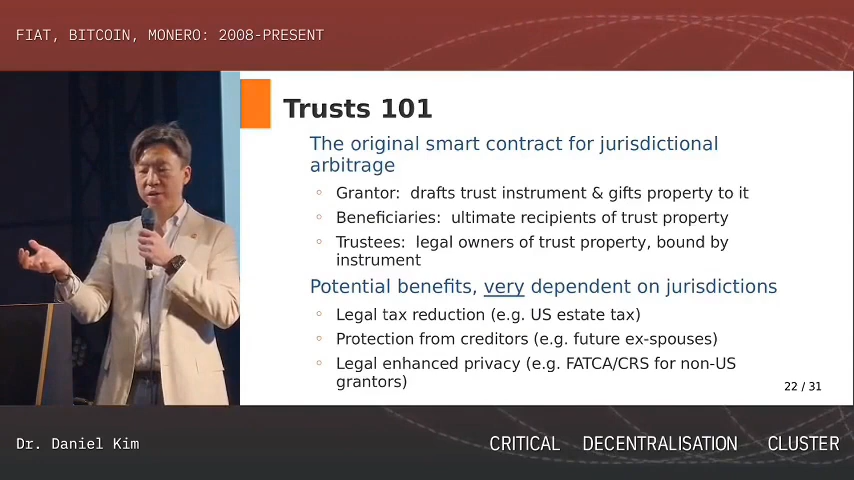 FIAT, BITCOIN, MONERO: 2008-PRESENT
Trusts 101
The original smart contract for jurisdictional
arbitrage
Grantor: drafts trust instrument & gifts property to it
Beneficiaries: ultimate recipients of trust property
Trustees: legal owners of trust property, bound by
instrument
Potential benefits, very dependent on jurisdictions
Legal tax reduction (e.g. US estate tax)
Protection from creditors (e.g. future ex-spouses)
Legal enhanced privacy (e.g. FATCA/CRS for non-US
grantors)
22 / 31
Dr. Daniel Kim
CRITICAL DECENTRALISATION CLUSTER